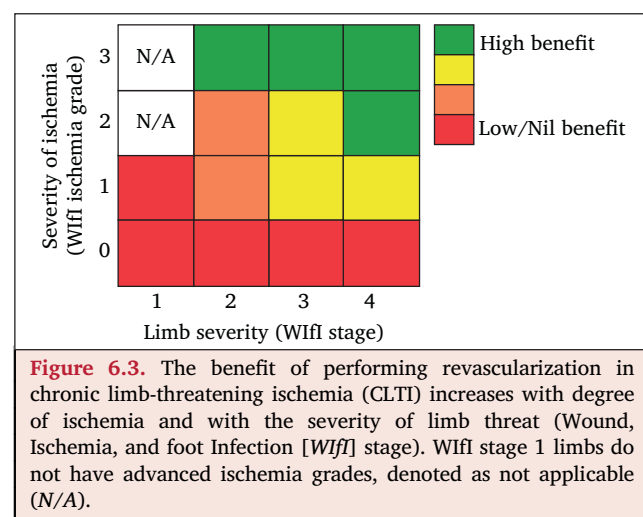 Severity of ischemia
(WIfI ischemia grade)
3
N/A
2
N/A
1
0
1 2 3 4
Limb severity (WIfI stage)
High benefit
Low/Nil benefit
Figure 6.3. The benefit of performing revascularization in
chronic limb-threatening ischemia (CLTI) increases with degree
of ischemia and with the severity of limb threat (Wound,
Ischemia, and foot Infection [WIfI] stage). WIfI stage 1 limbs do
not have advanced ischemia grades, denoted as not applicable
(N/A).